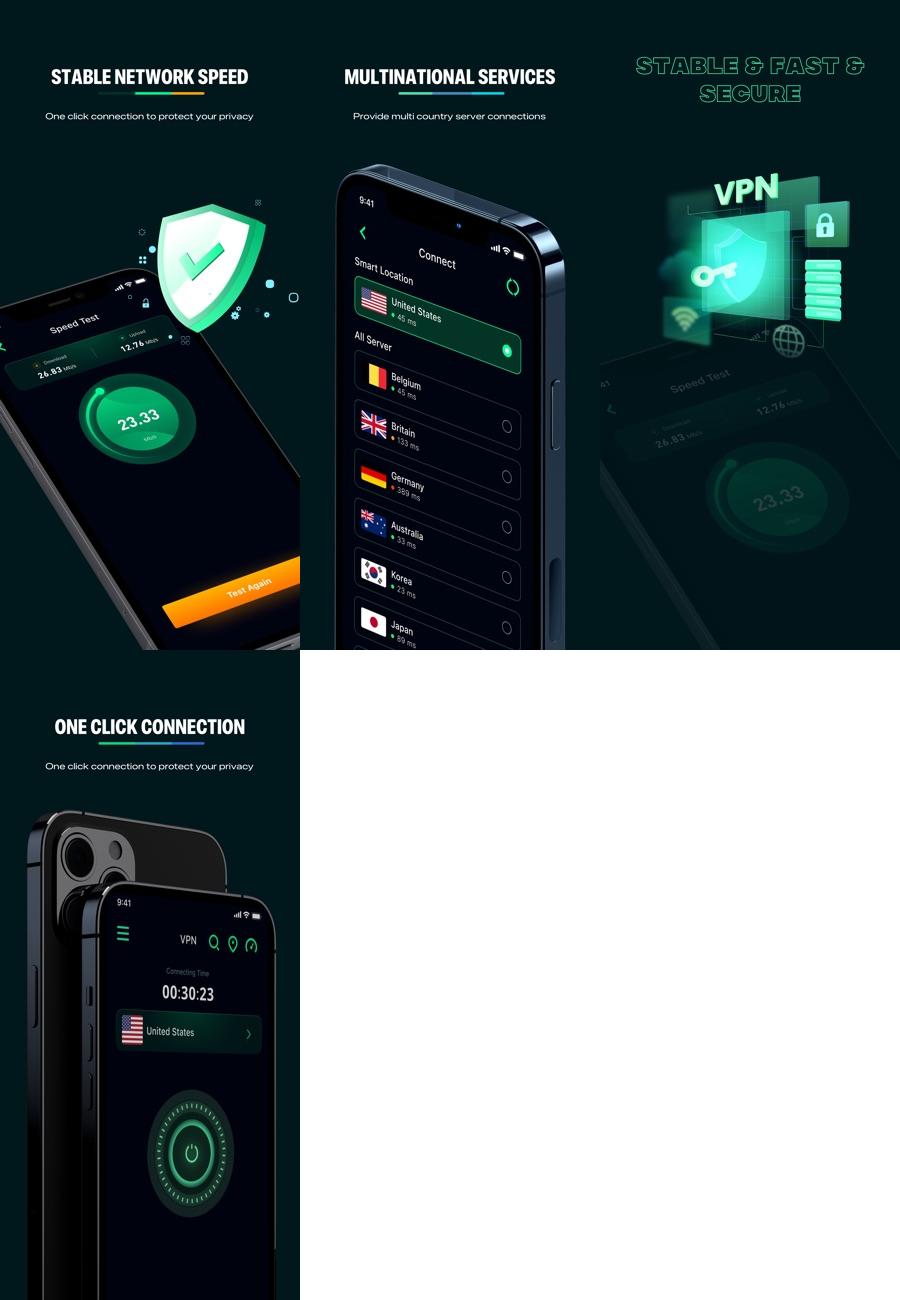 STABLE NETWORK SPEED
One click connection to protect your privacy
Speed Test
Download
26.83 Mb/s
Upload
12.76 Mb/s
23.33
Mb/s
Test Again
MULTINATIONAL SERVICES
Provide multi country server connections
9:41
Connect
Smart Location
United States
45 ms
All Server
Belgium
45 ms
Britain
133 ms
Germany
389 ms
Australia
33 ms
Korea
23 ms
Japan
89 ms
STABLE & FAST &
SECURE
VPN
41
Speed Test
26.83 Mb/s
12.76 Mb/s
23.33
Mb/s
ONE CLICK CONNECTION
One click connection to protect your privacy
9:41
VPN
Connecting Time
00:30:23
United States